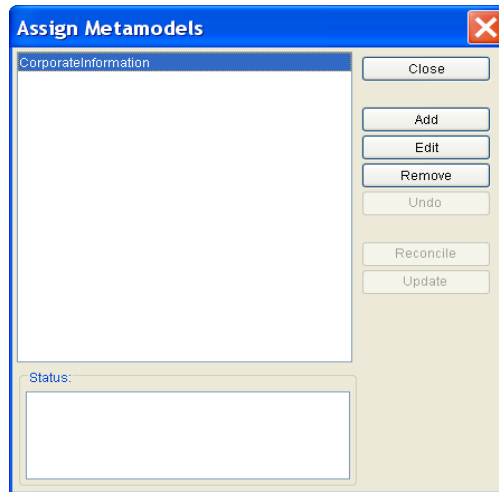 Assign Metamodels
CorporateInformation
Close
Add
Edit
Remove
Undo
Reconcile
Update
Status: